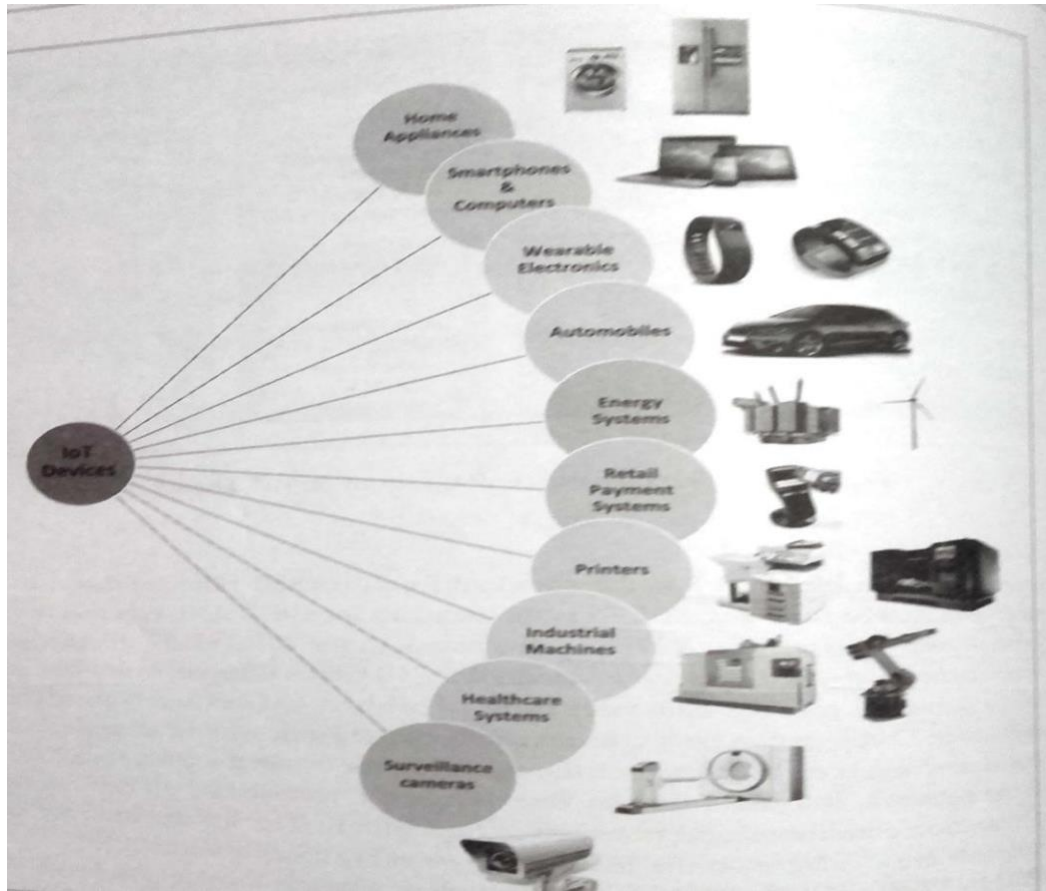 Home
Appliances
Smartphones
&
Computers
Wearable
Electronics
Automobiles
Energy
Systems
IoT
Devices
Retail
Payment
Systems
Printers
Industrial
Machines
Healthcare
Systems
Surveillance
cameras